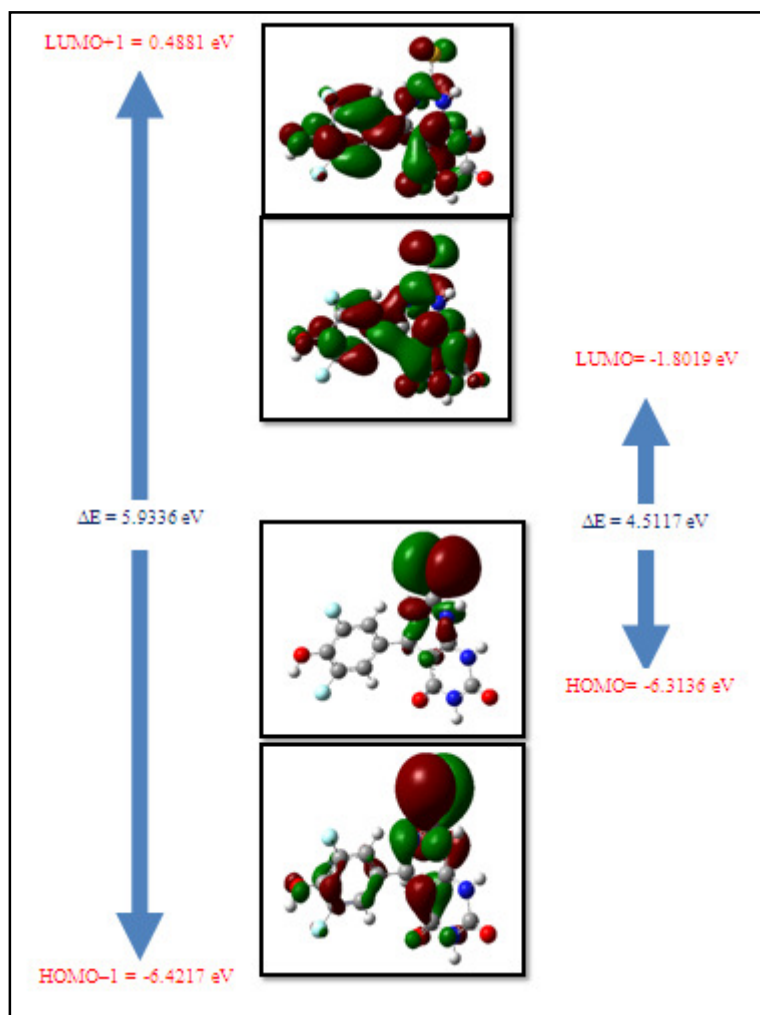 LUMO+1 = 0.4881 eV
LUMO= -1.8019 eV
ΔE = 5.9336 eV
ΔE = 4.5117 eV
HOMO= -6.3136 eV
HOMO–1 = -6.4217 eV